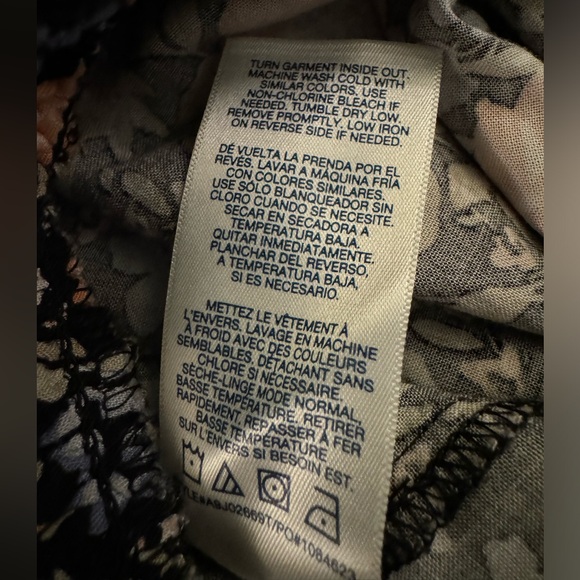 TURN GARMENT INSIDE OUT.
MACHINE WASH COLD WITH
SIMILAR COLORS. USE
NON-CHLORINE BLEACH IF
NEEDED. TUMBLE DRY LOW,
REMOVE PROMPTLY. LOW IRON
ON REVERSE SIDE IF NEEDED.
DÉ VUELTA LA PRENDA POR EL
REVÉS. LAVAR A MÁQUINA FRÍA
CON COLORES SIMILARES.
USE SÓLO BLANQUEADOR SIN
CLORO CUANDO SE NECESITE.
SECAR EN SECADORA A
TEMPERATURA BAJA.
QUITAR INMEDIATAMENTE.
PLANCHAR DEL REVERSO,
A TEMPERATURA BAJA,
SI ES NECESARIO.
METTEZ LE VÊTEMENT À
L'ENVERS. LAVAGE EN MACHINE
À FROID AVEC DES COULEURS
SEMBLABLES, DÉTACHANT SANS
CHLORE SI NÉCESSAIRE.
SÈCHE-LINGE MODE NORMAL,
BASSE TEMPÉRATURE. RETIRER
RAPIDEMENT. REPASSER À FER
BASSE TEMPÉRATURE
SUR L'ENVERS SI BESOIN EST.
YLE#ABJ02669T/PO#1084623